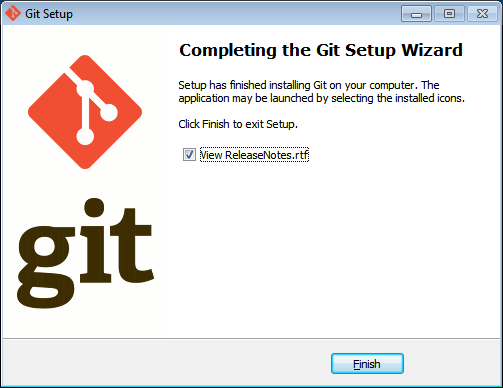 Git Setup
Completing the Git Setup Wizard
Setup has finished installing Git on your computer. The
application may be launched by selecting the installed icons.
Click Finish to exit Setup.
View ReleaseNotes.rtf
git
Finish